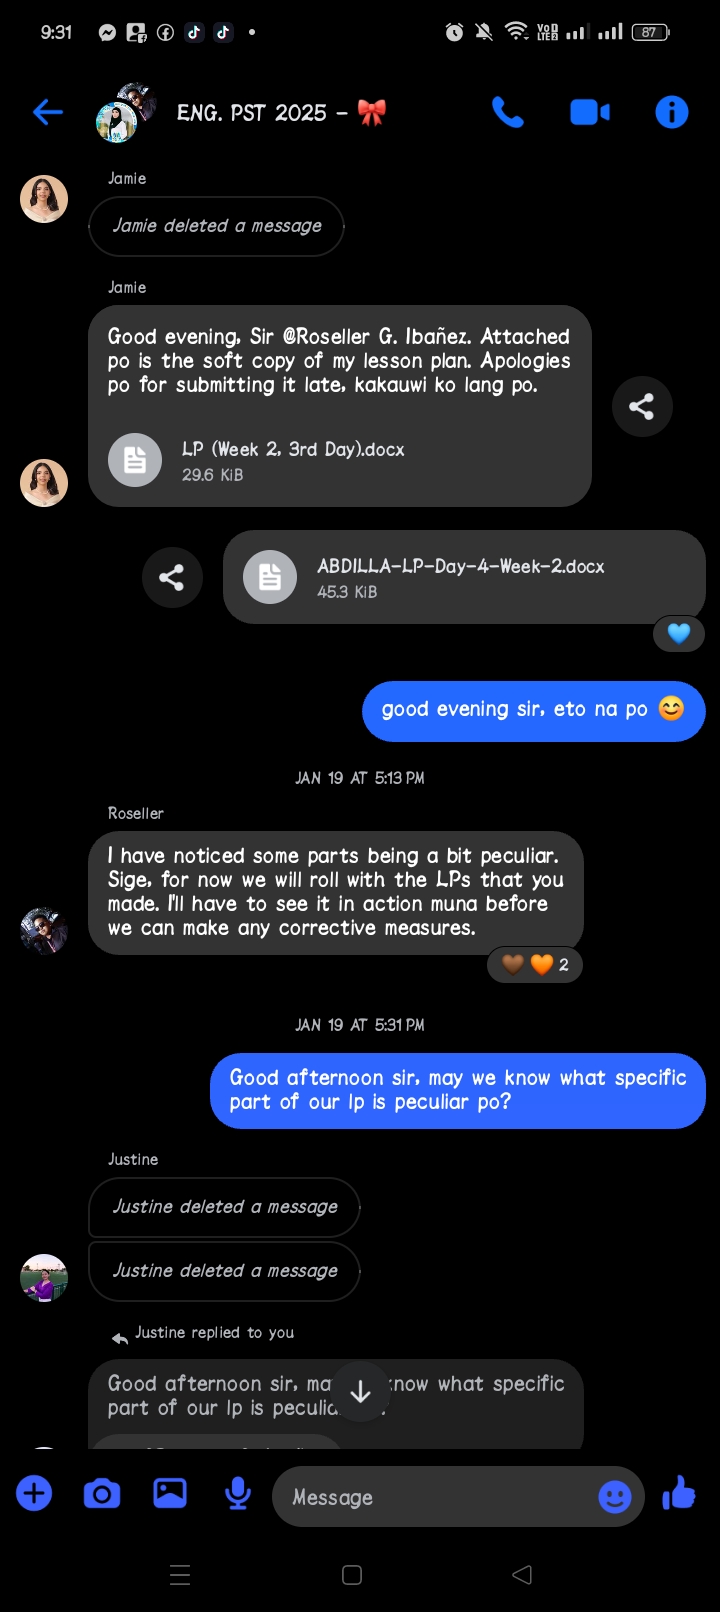 9:31
VoD
LTE2
87
ENG. PST 2025 -
Jamie
Jamie deleted a message
Jamie
Good evening, Sir @Roseller G. Ibañez. Attached
po is the soft copy of my lesson plan. Apologies
po for submitting it late, kakauwi ko lang po.
LP (Week 2, 3rd Day).docx
29.6 KiB
ABDILLA-LP-Day-4-Week-2.docx
45.3 KiB
good evening sir, eto na po 😊
JAN 19 AT 5:13 PM
Roseller
I have noticed some parts being a bit peculiar.
Sige, for now we will roll with the LPs that you
made. I'll have to see it in action muna before
we can make any corrective measures.
2
JAN 19 AT 5:31 PM
Good afternoon sir, may we know what specific
part of our lp is peculiar po?
Justine
Justine deleted a message
Justine deleted a message
Justine replied to you
Good afternoon sir, know what specific
part of our lp is
Message